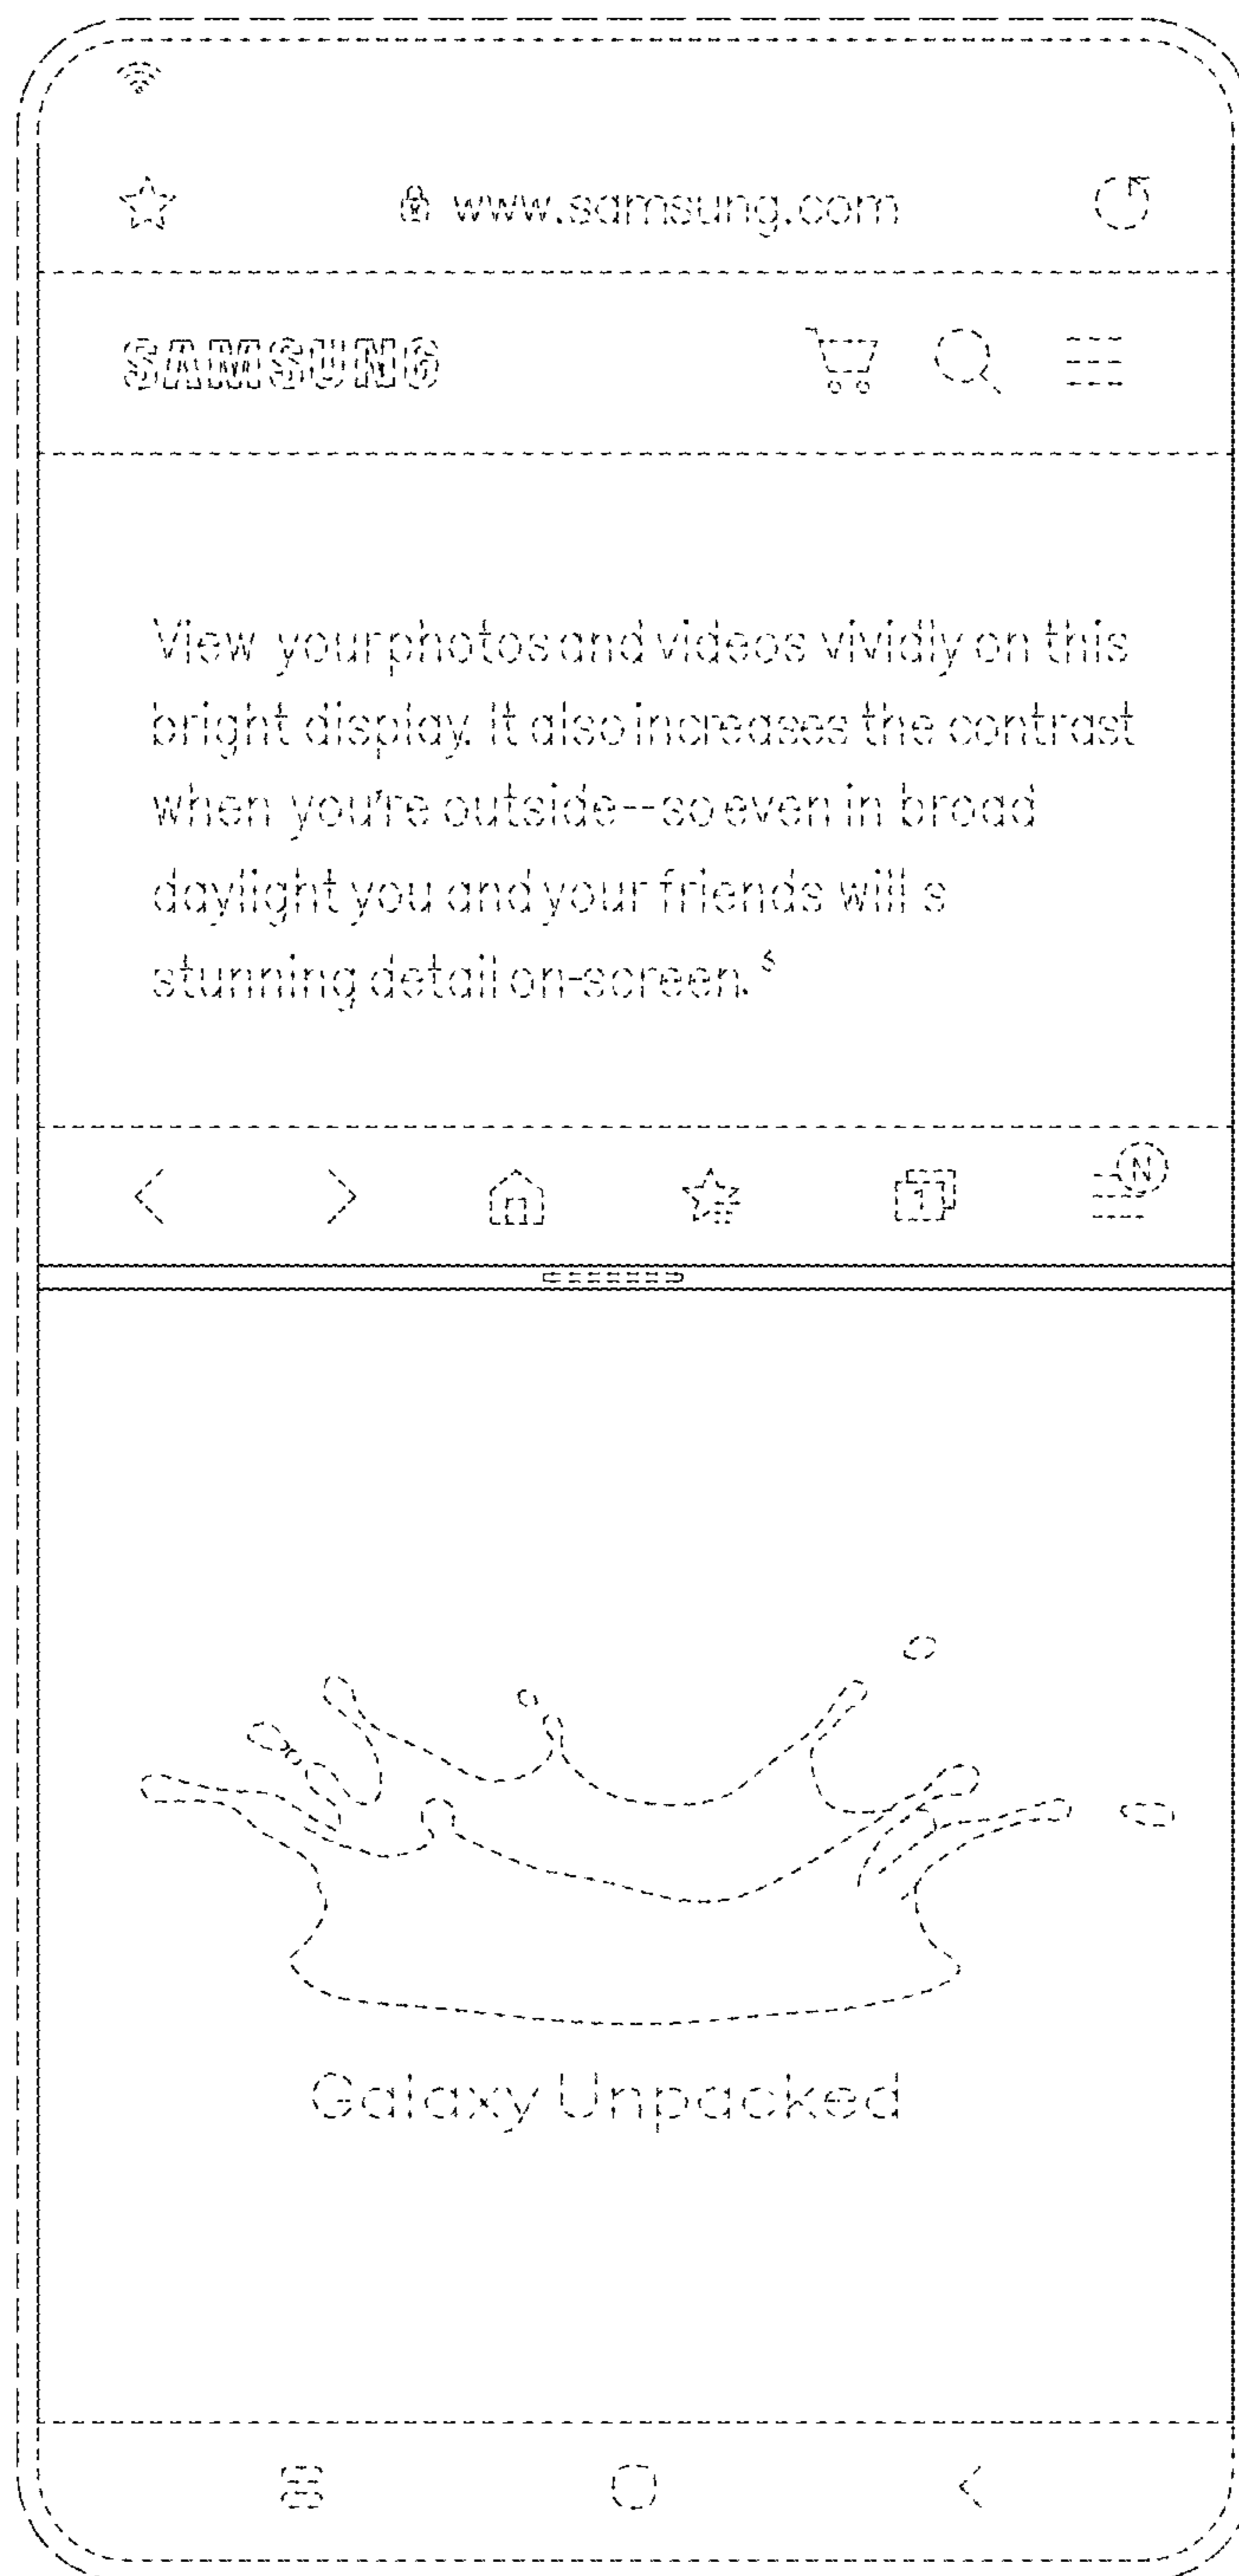 www.samsung.com
SAMSUNG
View your photos and videos vividly on this
bright display. It also increases the contrast
when you're outside--so even in broad
daylight you and your friends will s
stunning detail on-screen. 5
N
1
Galaxy Unpacked